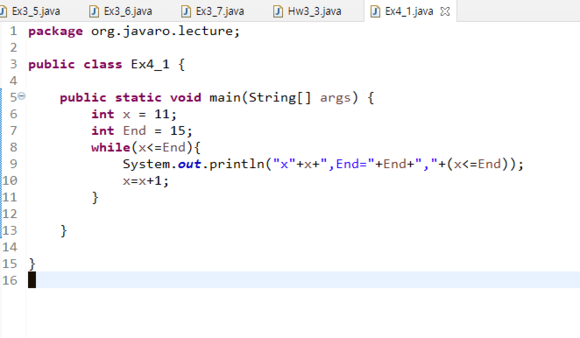 Ex3_5.java Ex3_6.java Ex3_7.java Hw3_3.java Ex4_1.java
1 package org.javaro.lecture;
2
3 public class Ex4_1 {
4
5 public static void main(String[] args) {
6 int x = 11;
7 int End = 15;
8 while(x<=End){
9 System.out.println("x"+x+",End="+End+","+(x<=End));
10 x=x+1;
11 }
12
13 }
14
15 }
16